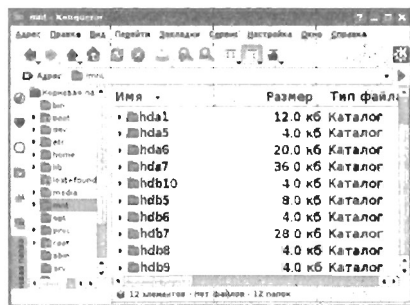 mnt - Konqueror
Адрес Правка Вид Перейти Закладки Сервис Настройка Окно Справка
Адрес: mnt
Корневая па
bin
boot
dev
etc
home
lib
lost+found
media
mnt
opt
proc
root
sbin
srv
Имя Размер Тип файла
hda1 12.0 кб Каталог
hda5 4.0 кб Каталог
hda6 20.0 кб Каталог
hda7 36.0 кб Каталог
hdb10 4.0 кб Каталог
hdb5 8.0 кб Каталог
hdb6 4.0 кб Каталог
hdb7 28.0 кб Каталог
hdb8 4.0 кб Каталог
hdb9 4.0 кб Каталог
12 элементов - Нет файлов - 12 папок